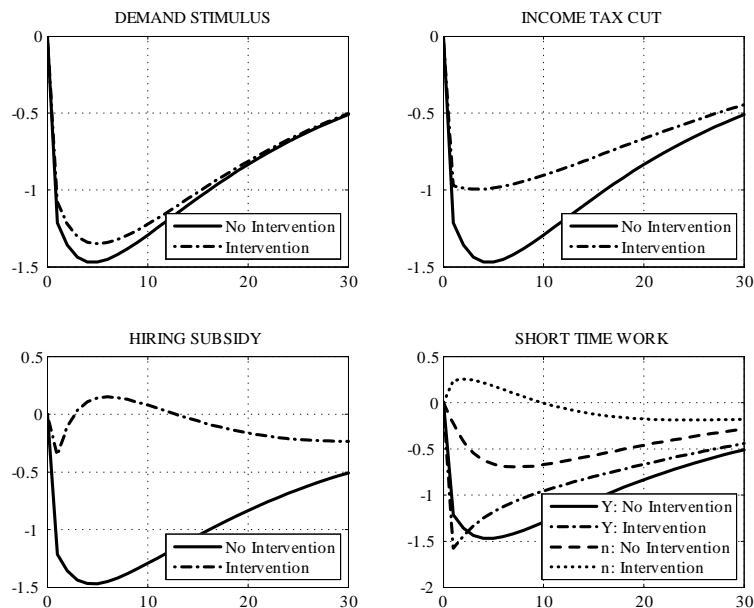 DEMAND STIMULUS
0
-0.5
-1
-1.5
0 10 20 30
No Intervention
Intervention
INCOME TAX CUT
0
-0.5
-1
-1.5
0 10 20 30
No Intervention
Intervention
HIRING SUBSIDY
0.5
0
-0.5
-1
-1.5
0 10 20 30
No Intervention
Intervention
SHORT TIME WORK
0.5
0
-0.5
-1
-1.5
-2
0 10 20 30
Y: No Intervention
Y: Intervention
n: No Intervention
n: Intervention